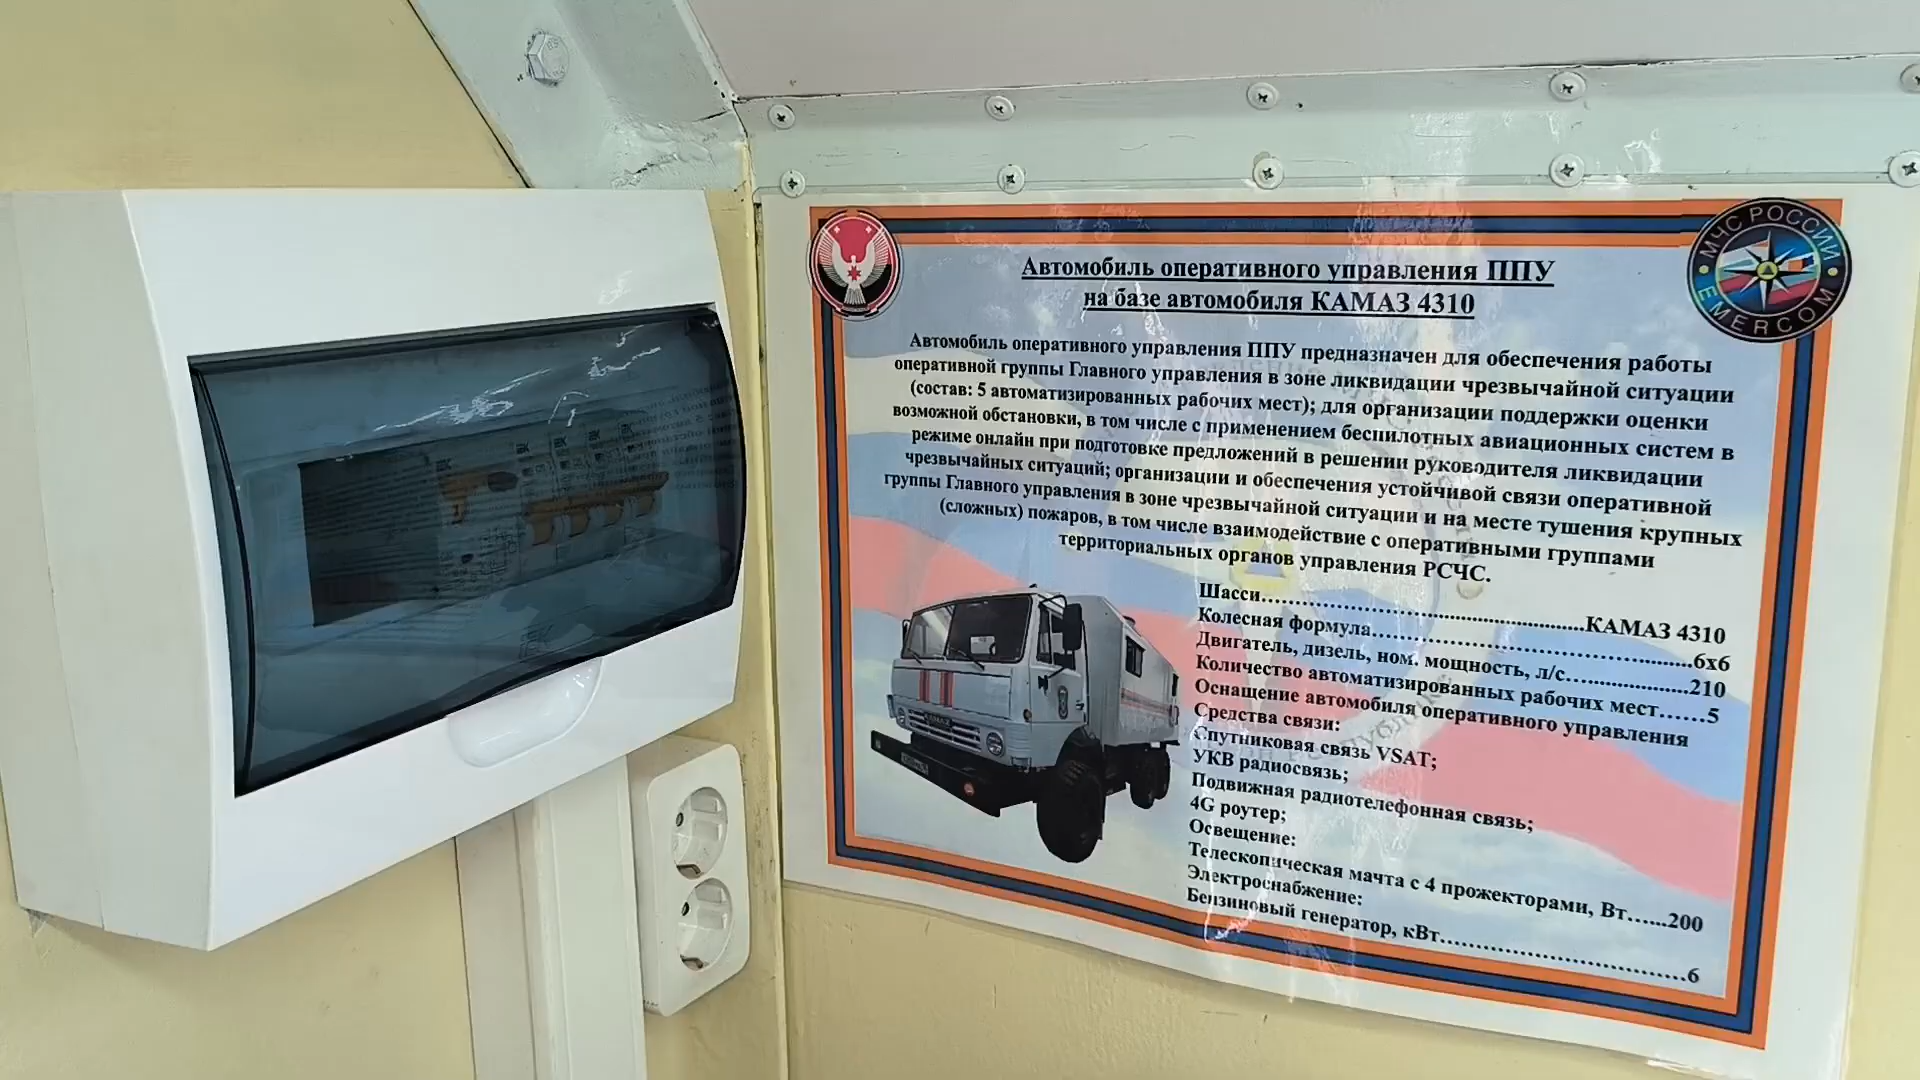 МЧС РОССИИ
EMERCOM
Автомобиль оперативного управления ППУ
на базе автомобиля КАМАЗ 4310
Автомобиль оперативного управления ППУ предназначен для обеспечения работы
оперативной группы Главного управления в зоне ликвидации чрезвычайной ситуации
(состав: 5 автоматизированных рабочих мест); для организации поддержки оценки
возможной обстановки, в том числе с применением беспилотных авиационных систем в
режиме онлайн при подготовке предложений в решении руководителя ликвидации
чрезвычайных ситуаций; организации и обеспечения устойчивой связи оперативной
группы Главного управления в зоне чрезвычайной ситуации и на месте тушения крупных
(сложных) пожаров, в том числе взаимодействие с оперативными группами
территориальных органов управления РСЧС.
Шасси..........КАМАЗ 4310
Колесная формула..........6х6
Двигатель, дизель, ном. мощность, л/с..........210
Количество автоматизированных рабочих мест......5
Оснащение автомобиля оперативного управления
Средства связи:
Спутниковая связь VSAT;
УКВ радиосвязь;
Подвижная радиотелефонная связь;
4G роутер;
Освещение:
Телескопическая мачта с 4 прожекторами, Вт......200
Электроснабжение:
Бензиновый генератор, кВт..........6
КАМАZ